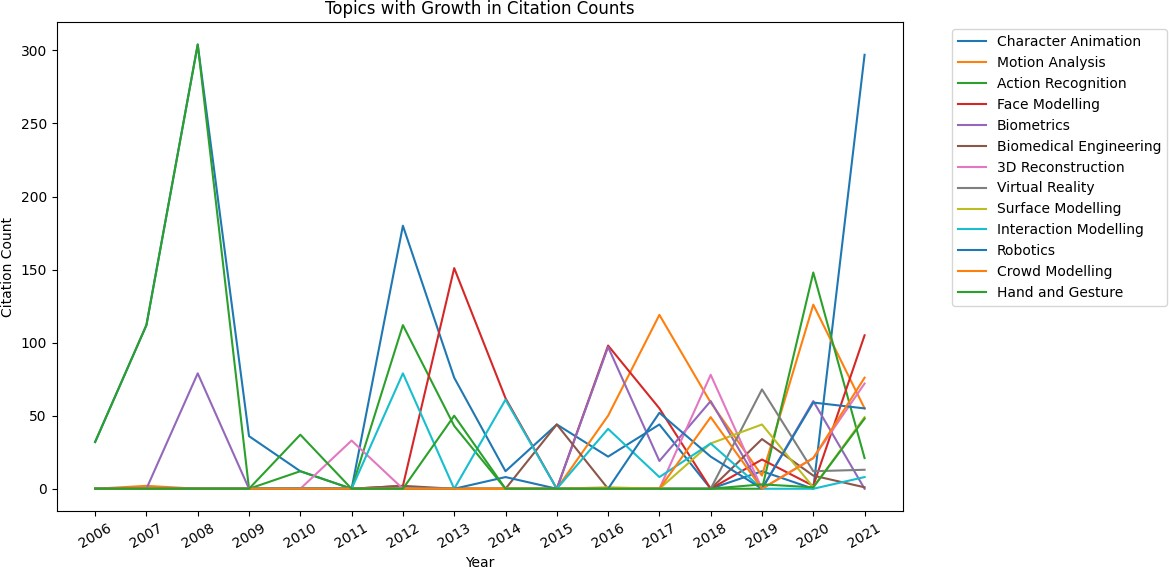 Topics with Growth in Citation Counts
300
250
200
150
100
50
0
Citation Count
2006
2007
2008
2009
2010
2011
2012
2013
2014
2015
2016
2017
2018
2019
2020
2021
Year
Character Animation
Motion Analysis
Action Recognition
Face Modelling
Biometrics
Biomedical Engineering
3D Reconstruction
Virtual Reality
Surface Modelling
Interaction Modelling
Robotics
Crowd Modelling
Hand and Gesture